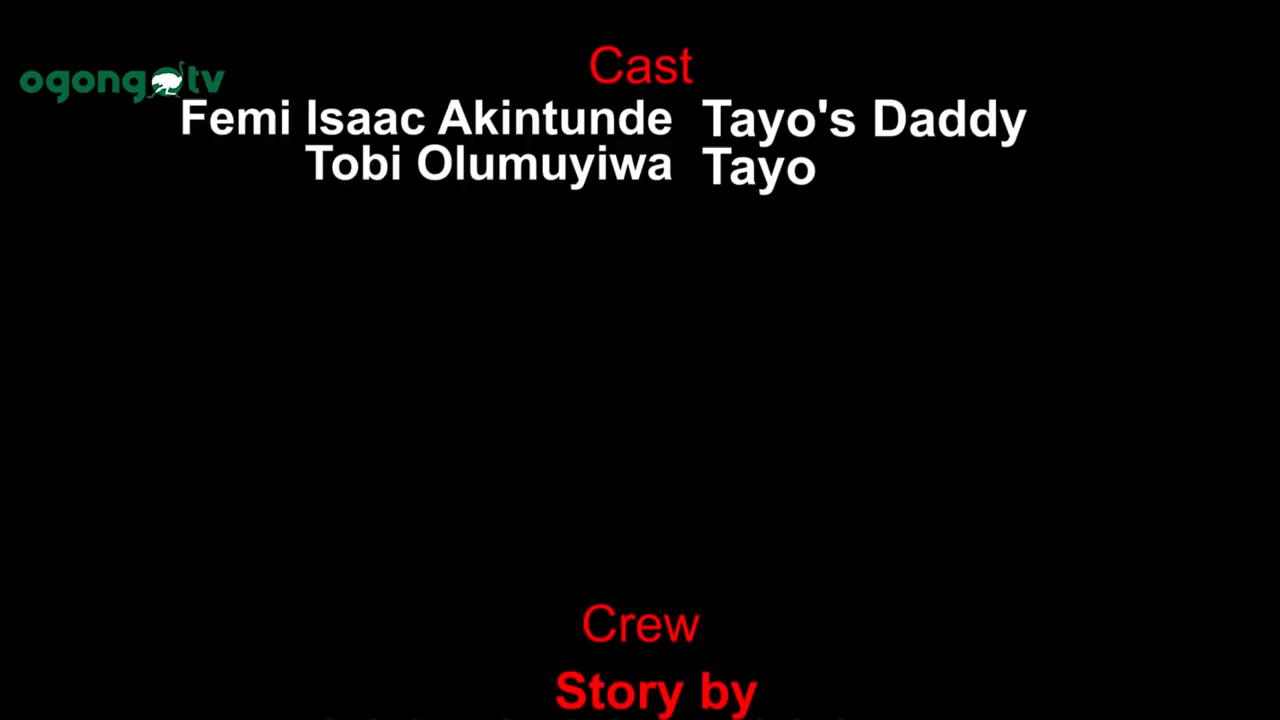 Cast
ogongotv
Femi Isaac Akintunde Tayo's Daddy
Tobi Olumuyiwa Tayo
Crew
Story by